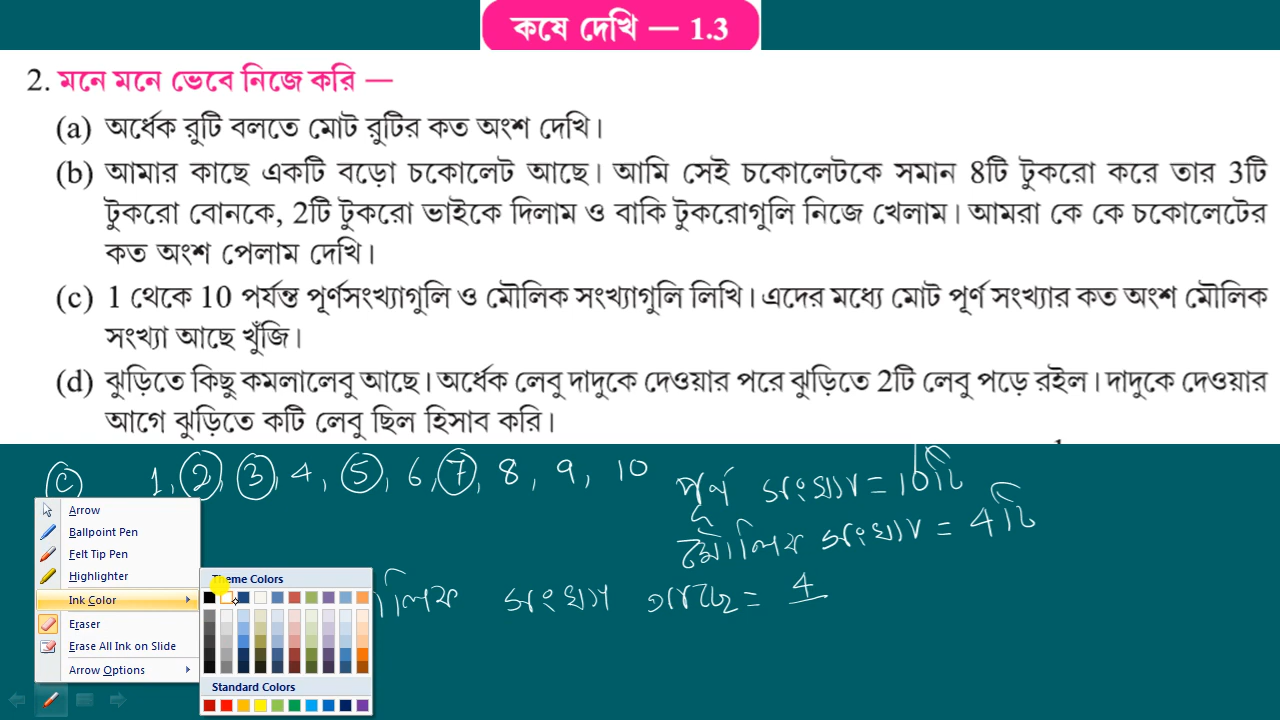 কষে দেখি — 1.3
2. মনে মনে ভেবে নিজে করি —
(a) অর্ধেক রুটি বলতে মোট রুটির কত অংশ দেখি।
(b) আমার কাছে একটি বড়ো চকোলেট আছে। আমি সেই চকোলেটকে সমান 8টি টুকরো করে তার 3টি
টুকরো বোনকে, 2টি টুকরো ভাইকে দিলাম ও বাকি টুকরোগুলি নিজে খেলাম। আমরা কে কে চকোলেটের
কত অংশ পেলাম দেখি।
(c) 1 থেকে 10 পর্যন্ত পূর্ণসংখ্যাগুলি ও মৌলিক সংখ্যাগুলি লিখি। এদের মধ্যে মোট পূর্ণ সংখ্যার কত অংশ মৌলিক
সংখ্যা আছে খুঁজি।
(d) ঝুড়িতে কিছু কমলালেবু আছে। অর্ধেক লেবু দাদুকে দেওয়ার পরে ঝুড়িতে 2টি লেবু পড়ে রইল। দাদুকে দেওয়ার
আগে ঝুড়িতে কটি লেবু ছিল হিসাব করি।
(c) 1, 2, 3, 4, 5, 6, 7, 8, 9, 10
পূর্ণ সংখ্যা = 10টি
মৌলিক সংখ্যা = 4টি
সংখ্যা আছে = 4
Arrow
Ballpoint Pen
Felt Tip Pen
Highlighter
Ink Color
Eraser
Erase All Ink on Slide
Arrow Options
Theme Colors
Standard Colors